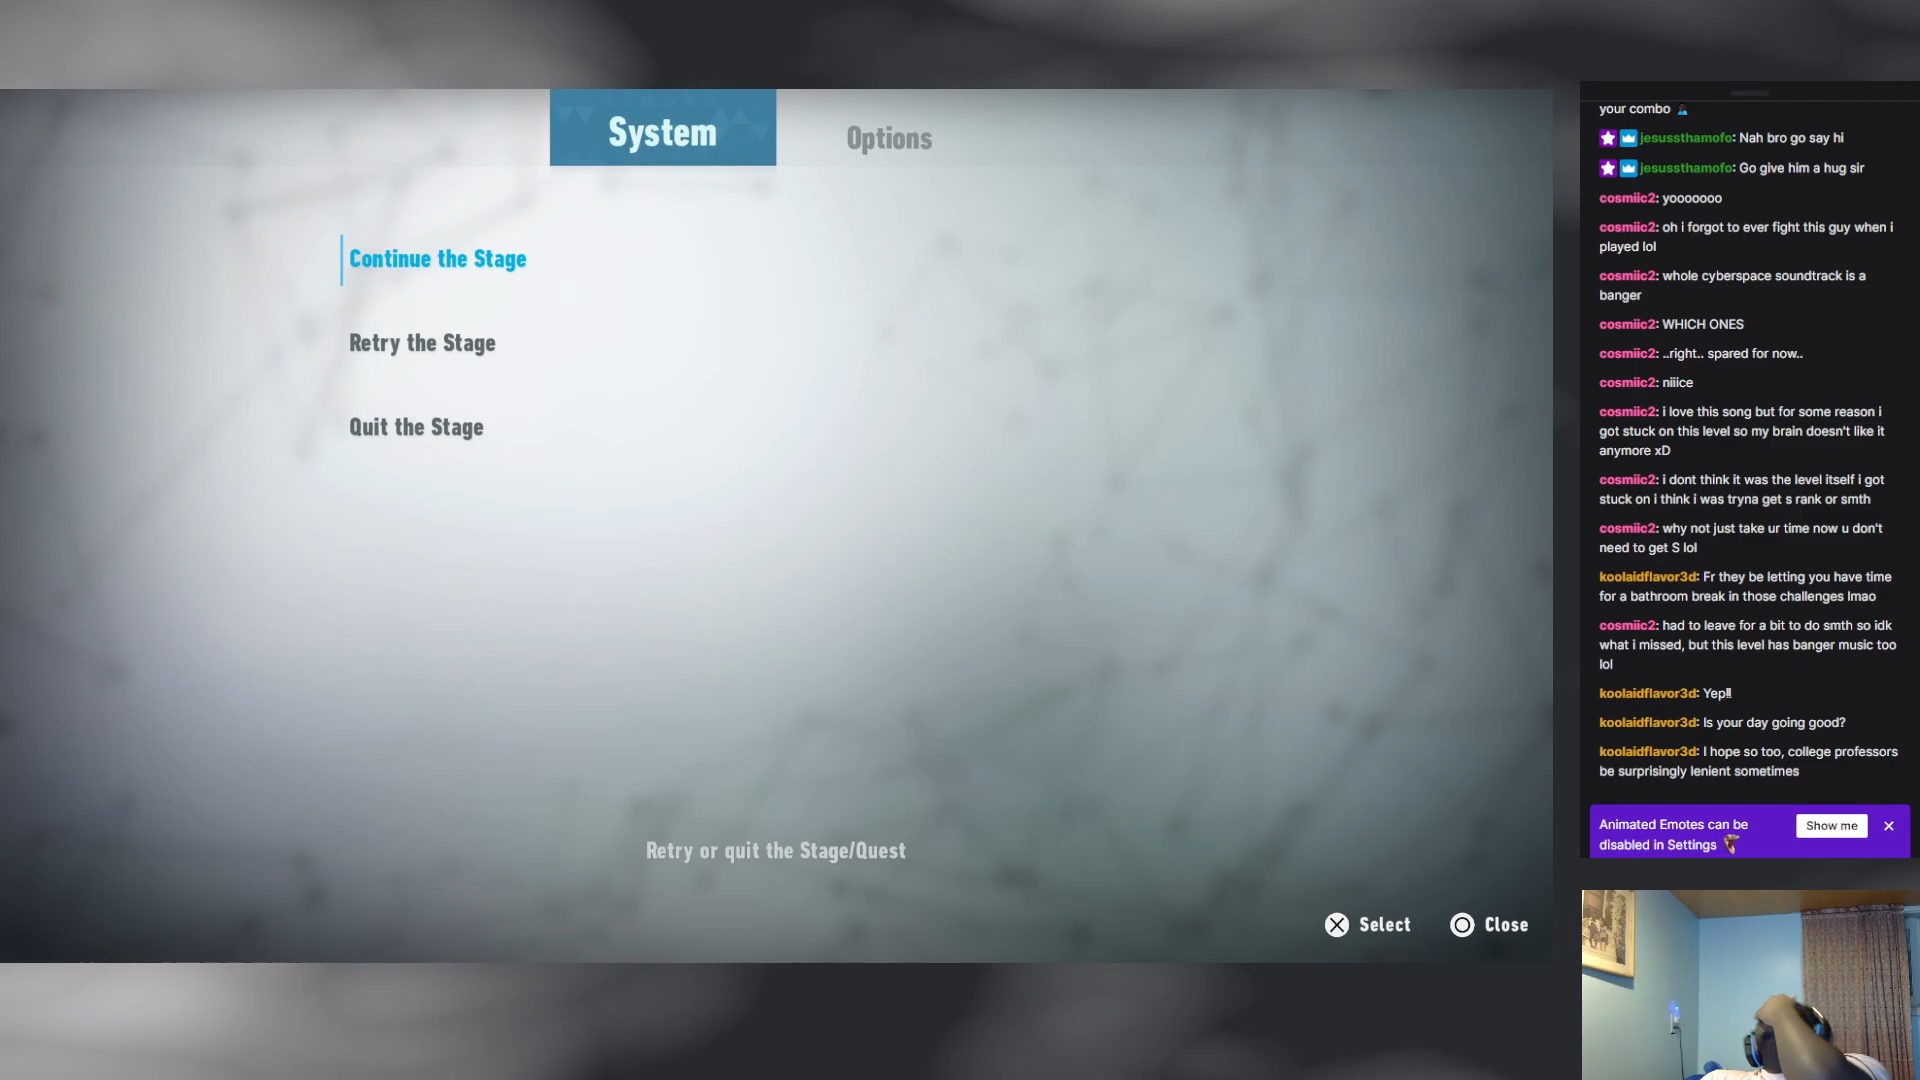 System
Options
Continue the Stage
Retry the Stage
Quit the Stage
Retry or quit the Stage/Quest
Select
Close
your combo
jesussthamofo: Nah bro go say hi
jesussthamofo: Go give him a hug sir
cosmiic2: yooooooo
cosmiic2: oh i forgot to ever fight this guy when i
played lol
cosmiic2: whole cyberspace soundtrack is a
banger
cosmiic2: WHICH ONES
cosmiic2: ..right.. spared for now..
cosmiic2: niiice
cosmiic2: i love this song but for some reason i
got stuck on this level so my brain doesn't like it
anymore xD
cosmiic2: i dont think it was the level itself i got
stuck on i think i was tryna get s rank or smth
cosmiic2: why not just take ur time now u don't
need to get S lol
koolaidflavor3d: Fr they be letting you have time
for a bathroom break in those challenges lmao
cosmiic2: had to leave for a bit to do smth so idk
what i missed, but this level has banger music too
lol
koolaidflavor3d: Yep!!
koolaidflavor3d: Is your day going good?
koolaidflavor3d: I hope so too, college professors
be surprisingly lenient sometimes
Animated Emotes can be
disabled in Settings
Show me